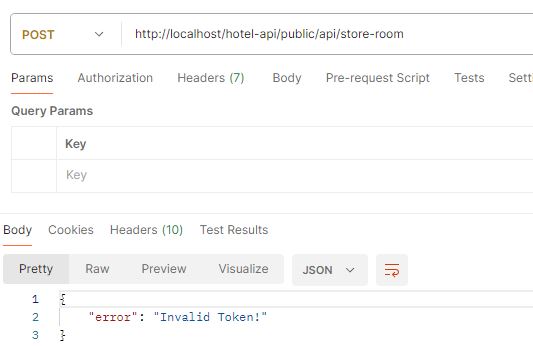 POST http://localhost/hotel-api/public/api/store-room
Params Authorization Headers (7) Body Pre-request Script Tests Setti
Query Params
Key
Key
Body Cookies Headers (10) Test Results
Pretty Raw Preview Visualize JSON
1 {
2 "error": "Invalid Token!"
3 }